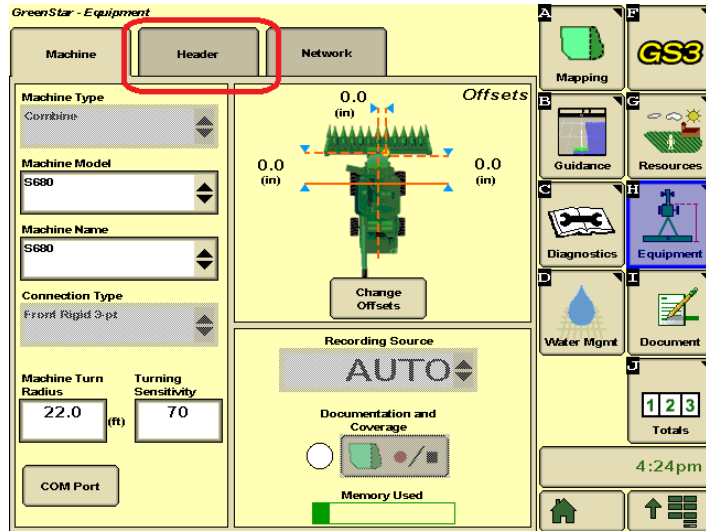 GreenStar - Equipment
Machine
Header
Network
Machine Type
Combine
Machine Model
S680
Machine Name
S680
Connection Type
Front Rigid 3-pt
Machine Turn
Radius
22.0
(ft)
Turning
Sensitivity
70
COM Port
Offsets
0.0
(in)
0.0
(in)
0.0
(in)
Change
Offsets
Recording Source
AUTO
Documentation and
Coverage
Memory Used
A
Mapping
F
GS3
B
Guidance
G
Resources
C
Diagnostics
H
Equipment
D
Water Mgmt
I
Document
J
1 2 3
Totals
4:24pm